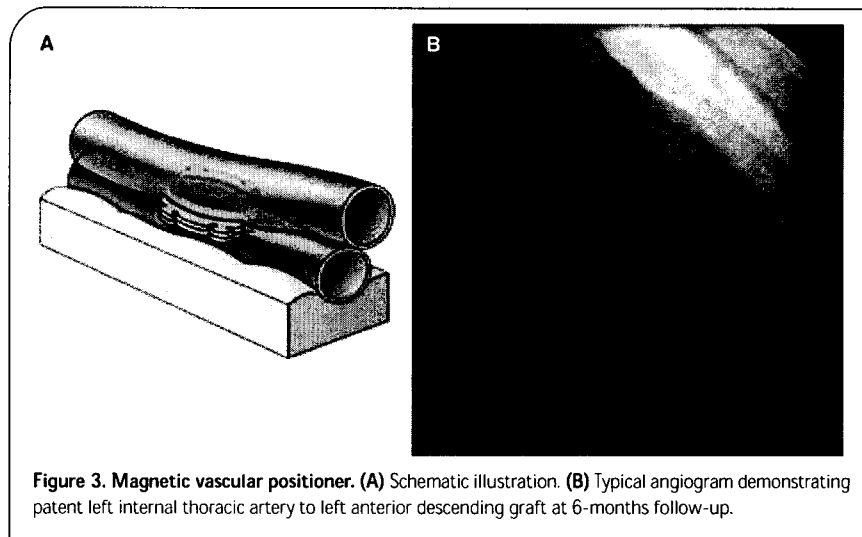 A
B
Figure 3. Magnetic vascular positioner. (A) Schematic illustration. (B) Typical angiogram demonstrating
patent left internal thoracic artery to left anterior descending graft at 6-months follow-up.